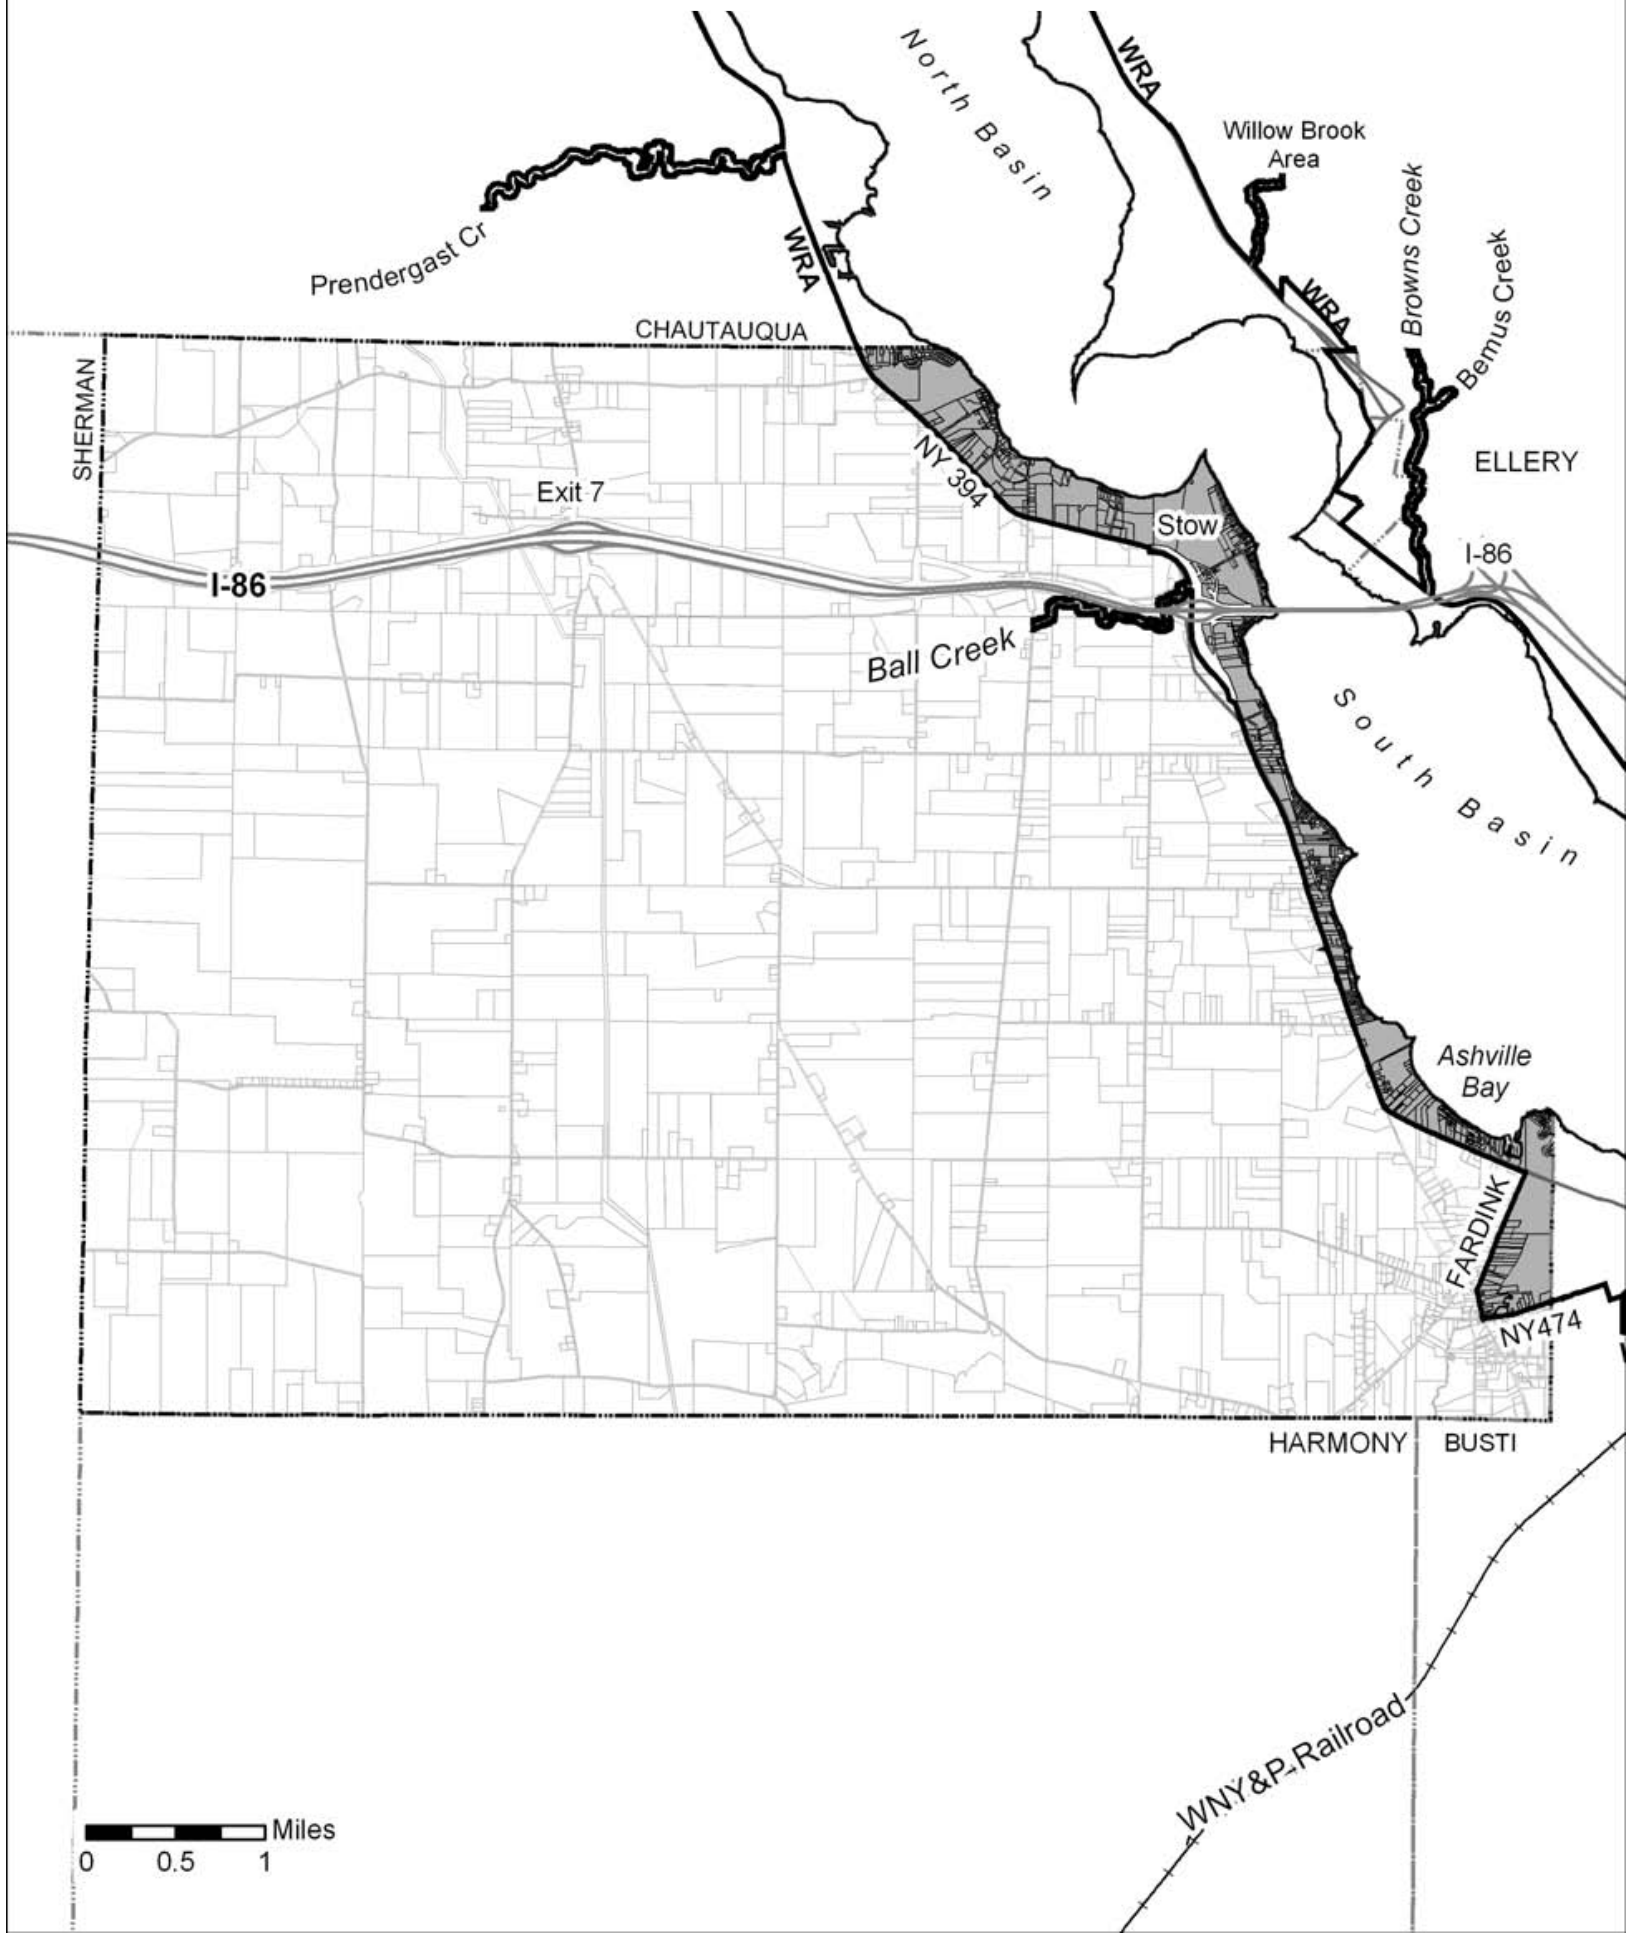 North Basin
WRA
Willow Brook
Area
Browns Creek
Bemus Creek
Prendergast Cr
WRA
WRA
CHAUTAUQUA
SHERMAN
NY 394
ELLERY
Exit 7
Stow
I-86
I-86
Ball Creek
South Basin
Ashville
Bay
FARDINK
NY474
HARMONY
BUSTI
WNY&P Railroad
Miles
0
0.5
1